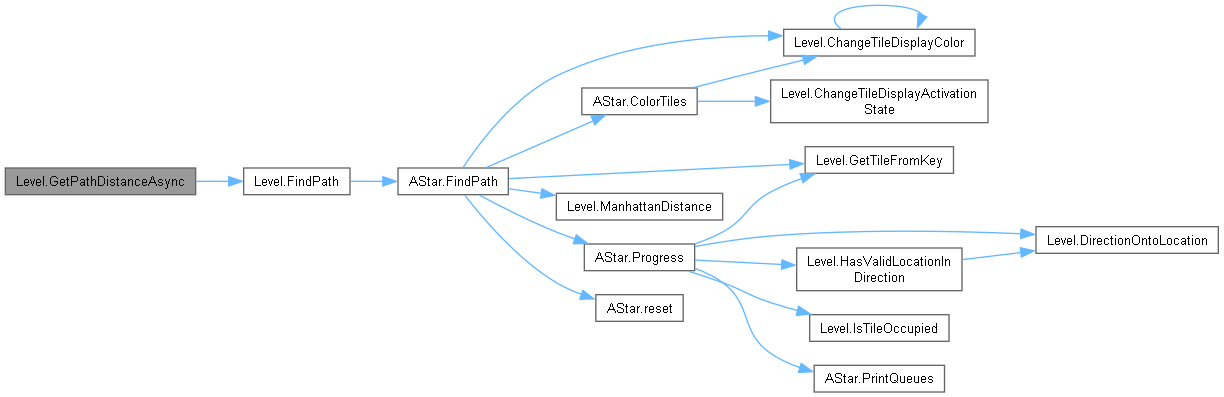 Level.GetPathDistanceAsync
Level.FindPath
AStar.FindPath
Level.ChangeTileDisplayColor
AStar.ColorTiles
Level.ChangeTileDisplayActivation
State
Level.GetTileFromKey
Level.ManhattanDistance
AStar.Progress
Level.DirectionOntoLocation
Level.HasValidLocationIn
Direction
AStar.reset
Level.IsTileOccupied
AStar.PrintQueues